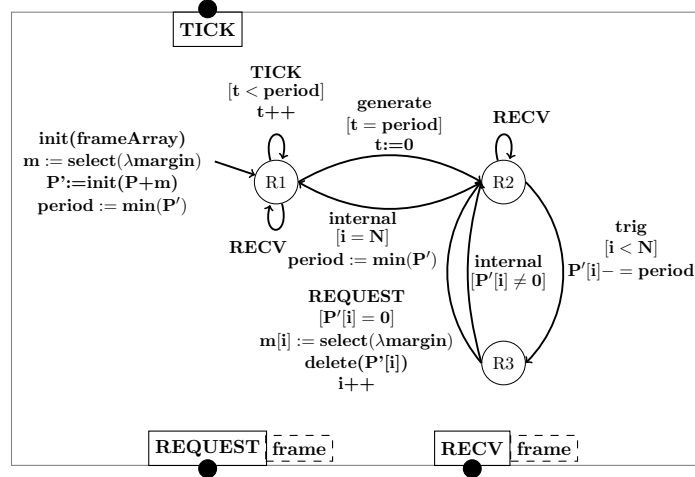 TICK
TICK
[t < period]
t++
generate
[t = period]
t:=0
RECV
init(frameArray)
m := select(λmargin)
P':=init(P+m)
period := min(P′)
R1
R2
RECV
internal
[i = N]
period := min(P′)
trig
[i < N]
P′[i]− = period
internal
[P′[i] ≠ 0]
REQUEST
[P′[i] = 0]
m[i] := select(λmargin)
delete(P'[i])
i++
R3
REQUEST frame
RECV frame